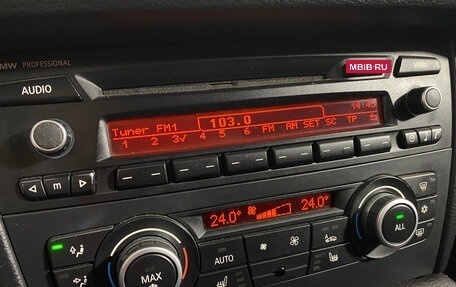 MW PROFESSIONAL
MBIB.RU
MENU
AUDIO
14:45
Tuner FM1 103.0
1 2 3√ 4 5 6 FM AM SET SC TP
m
24.0° 24.0°
AUTO
MAX
ALL